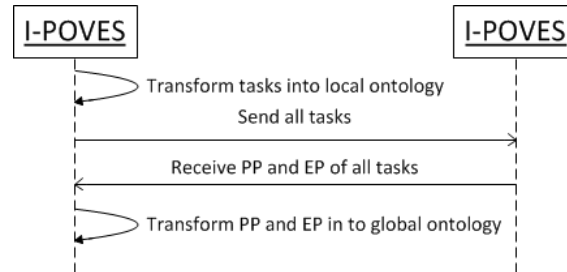 I-POVES
I-POVES
Transform tasks into local ontology
Send all tasks
Receive PP and EP of all tasks
Transform PP and EP in to global ontology